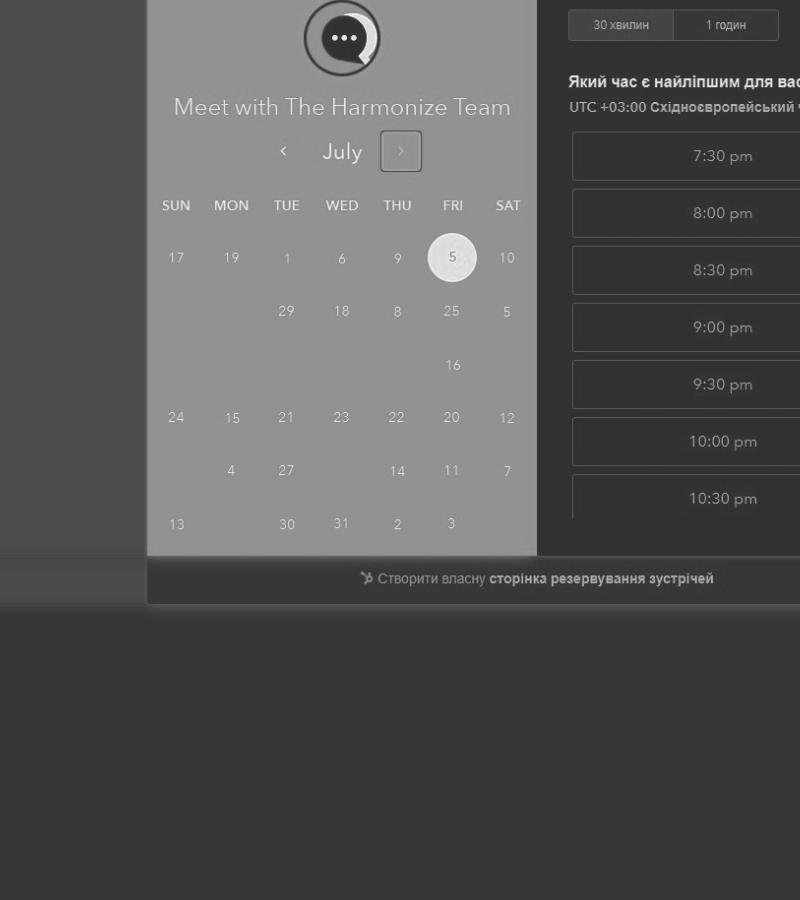 Meet with The Harmonize Team
July
SUN MON TUE WED THU FRI SAT
17 19 1 6 9 5 10
29 18 8 25 5
16
24 15 21 23 22 20 12
4 27 14 11 7
13 30 31 2 3
30 хвилин 1 годин
Який час є найліпшим для
UTC +03:00 Східноєвропейський
7:30 pm
8:00 pm
8:30 pm
9:00 pm
9:30 pm
10:00 pm
10:30 pm
Створити власну сторінка резервування зустрічей